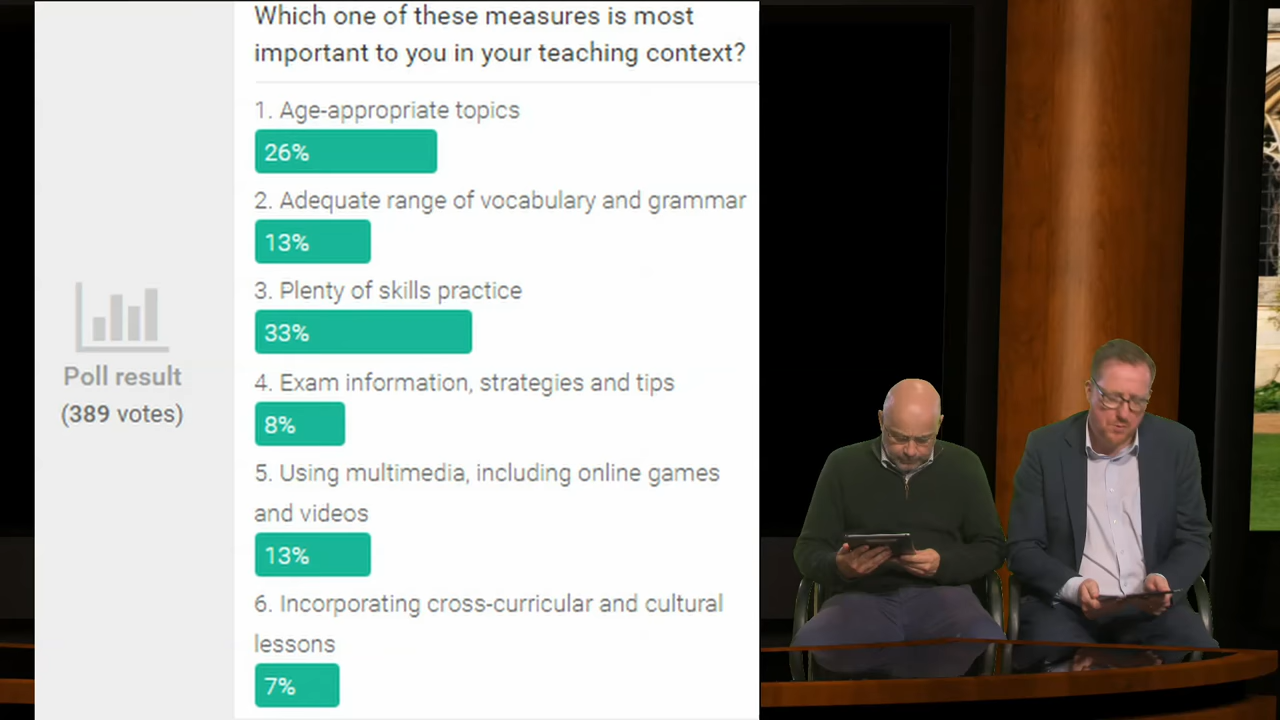 Which one of these measures is most
important to you in your teaching context?
1. Age-appropriate topics
26%
2. Adequate range of vocabulary and grammar
13%
3. Plenty of skills practice
33%
4. Exam information, strategies and tips
8%
5. Using multimedia, including online games
and videos
13%
6. Incorporating cross-curricular and cultural
lessons
7%
Poll result
(389 votes)